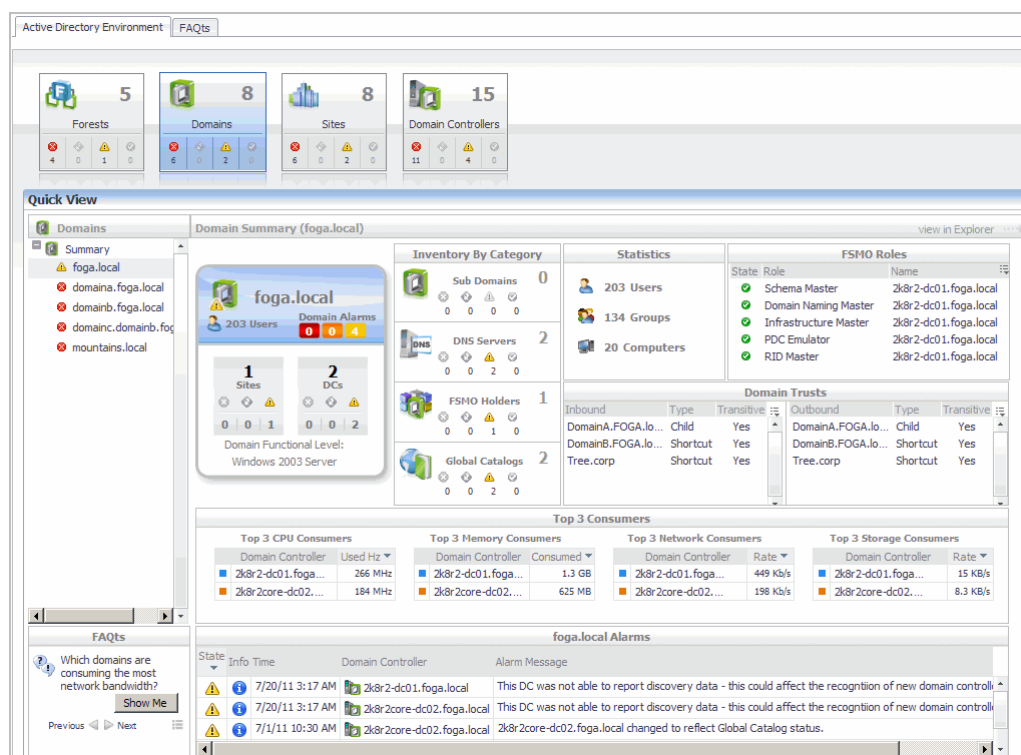 Active Directory Environment FAQts
5 8 8 15
Forests Domains Sites Domain Controllers
4 0 1 0 6 0 2 0 6 0 2 0 11 0 4 0
Quick View
Domains
Summary
foga.local
domaina.foga.local
domainb.foga.local
domainc.domainb.fog
mountains.local
Domain Summary (foga.local) view in Explorer
foga.local
203 Users
Domain Alarms
0 0 4
1 2
Sites DCs
0 0 1 0 0 2
Domain Functional Level:
Windows 2003 Server
Inventory By Category
Sub Domains 0
0 0 0 0
DNS
DNS Servers 2
0 0 2 0
FSMO Holders 1
0 0 1 0
Global Catalogs 2
0 0 2 0
Statistics
203 Users
134 Groups
20 Computers
FSMO Roles
State Role Name
Schema Master 2k8r2-dc01.foga.local
Domain Naming Master 2k8r2-dc01.foga.local
Infrastructure Master 2k8r2-dc01.foga.local
PDC Emulator 2k8r2-dc01.foga.local
RID Master 2k8r2-dc01.foga.local
Domain Trusts
Inbound Type Transitive Outbound Type Transitive
DomainA.FOGA.lo... Child Yes DomainA.FOGA.lo... Child Yes
DomainB.FOGA.lo... Shortcut Yes DomainB.FOGA.lo... Shortcut Yes
Tree.corp Shortcut Yes Tree.corp Shortcut Yes
Top 3 Consumers
Top 3 CPU Consumers Top 3 Memory Consumers Top 3 Network Consumers Top 3 Storage Consumers
Domain Controller Used Hz Domain Controller Consumed Domain Controller Rate Domain Controller Rate
2k8r2-dc01.foga... 266 MHz 2k8r2-dc01.foga... 1.3 GB 2k8r2-dc01.foga... 449 Kb/s 2k8r2-dc01.foga... 15 KB/s
2k8r2core-dc02.... 184 MHz 2k8r2core-dc02.... 625 MB 2k8r2core-dc02.... 198 Kb/s 2k8r2core-dc02.... 8.3 KB/s
FAQts
Which domains are
consuming the most
network bandwidth?
Show Me
Previous Next
foga.local Alarms
State Info Time Domain Controller Alarm Message
7/20/11 3:17 AM 2k8r2-dc01.foga.local This DC was not able to report discovery data - this could affect the recogntiion of new domain controll
7/20/11 3:17 AM 2k8r2core-dc02.foga.local This DC was not able to report discovery data - this could affect the recogntiion of new domain controll
7/1/11 10:30 AM 2k8r2core-dc02.foga.local 2k8r2core-dc02.foga.local changed to reflect Global Catalog status.